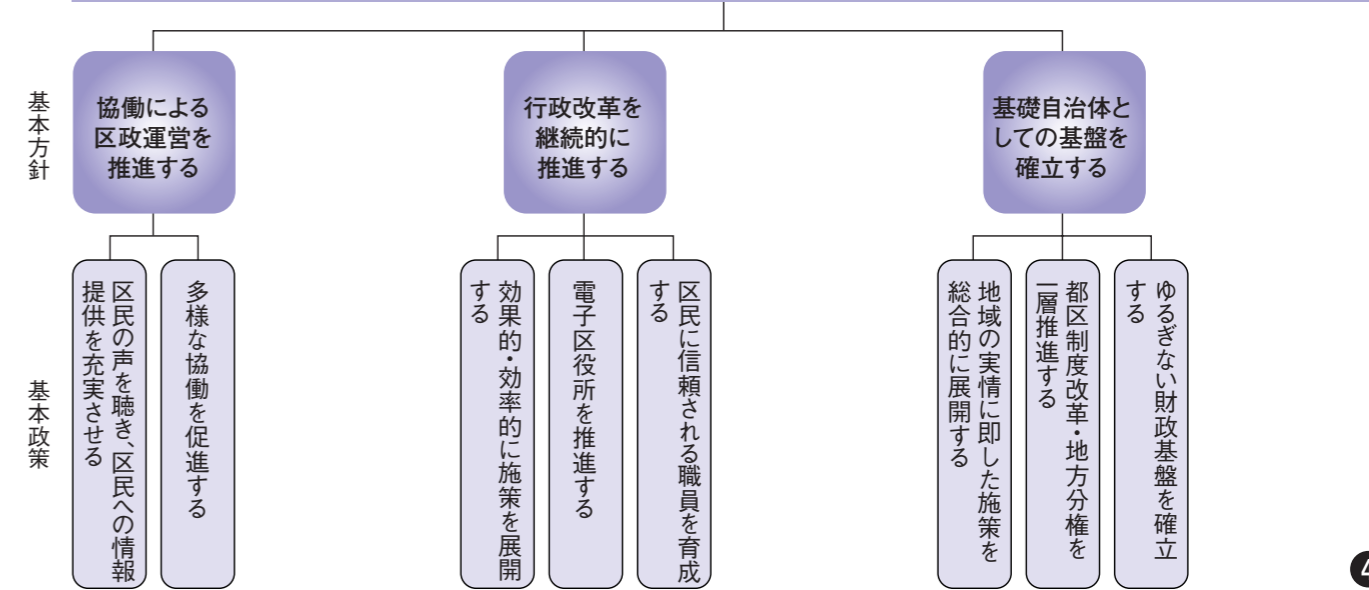 基本方針
協働による
区政運営を
推進する
行政改革を
継続的に
推進する
基礎自治体と
しての基盤を
確立する
基本政策
区民の声を聴き、区民への情報
提供を充実させる
多様な協働を促進する
効果的・効率的に施策を展開
する
電子区役所を推進する
区民に信頼される職員を育成
する
地域の実情に即した施策を
総合的に展開する
都区制度改革・地方分権を
一層推進する
ゆるぎない財政基盤を確立
する